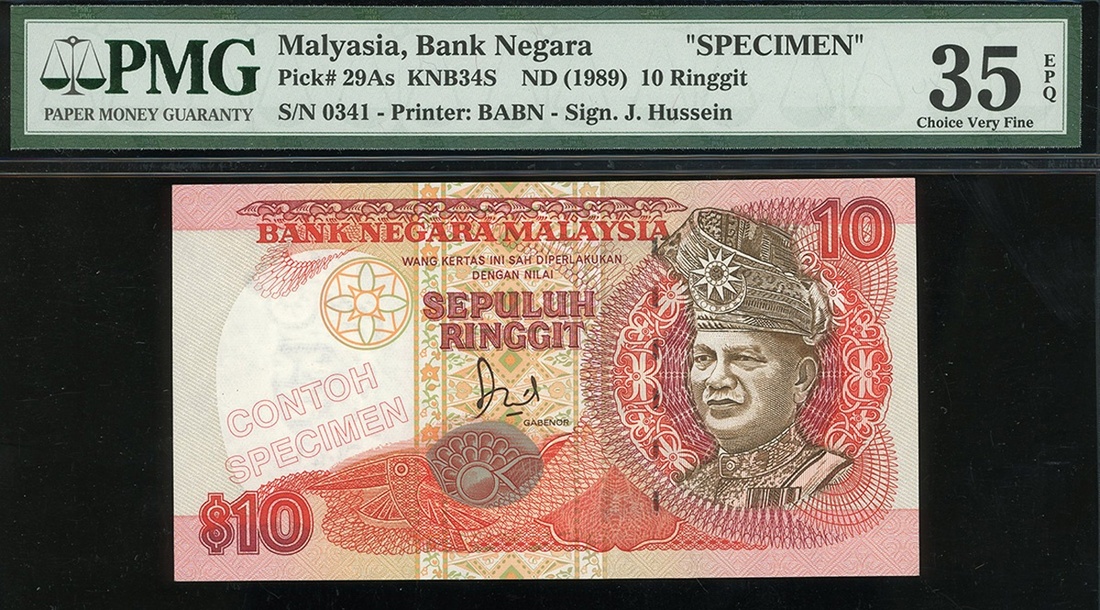 PMG
PAPER MONEY GUARANTY
Malyasia, Bank Negara "SPECIMEN"
Pick# 29As KNB34S ND (1989) 10 Ringgit
S/N 0341 - Printer: BABN - Sign. J. Hussein
35
EPQ
Choice Very Fine
10
BANK NEGARA MALAYSIA
WANG KERTAS INI SAH DIPERLAKUKAN
DENGAN NILAI
SEPULUH
RINGGIT
CONTOH
SPECIMEN
GABENOR
$10